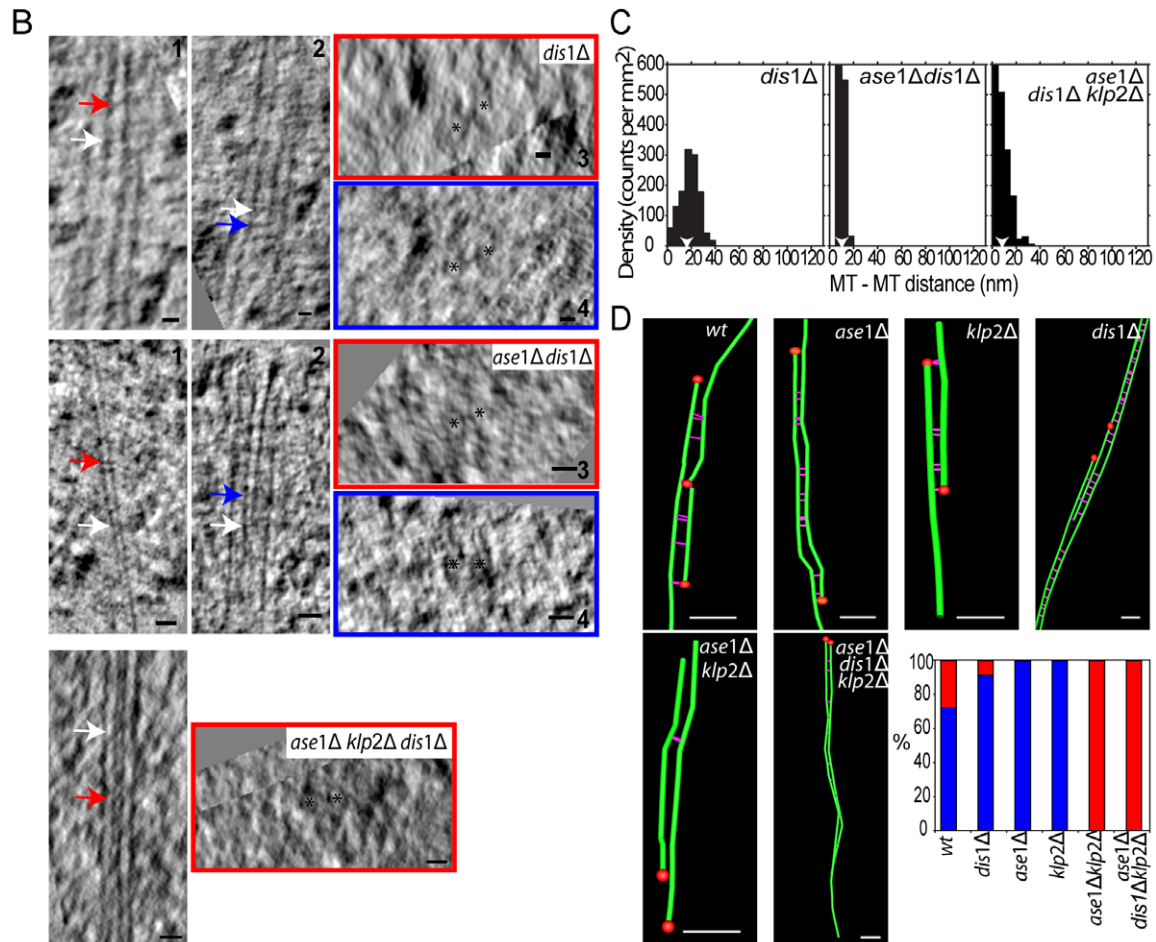 B
1
2
dis1Δ
3
4
1
2
ase1Δdis1Δ
3
4
ase1Δ klp2Δ dis1Δ
C
Density (counts per mm2)
600
500
400
300
200
100
0
dis1Δ
ase1Δdis1Δ
ase1Δ
dis1Δ klp2Δ
0 20 40 60 80 100 120
0 20 40 60 80 100 120
0 20 40 60 80 100 120
MT - MT distance (nm)
D
wt
ase1Δ
klp2Δ
dis1Δ
ase1Δ
klp2Δ
ase1Δ
dis1Δ
klp2Δ
%
100
80
60
40
20
0
wt
dis1Δ
ase1Δ
klp2Δ
ase1Δklp2Δ
ase1Δ
dis1Δklp2Δ